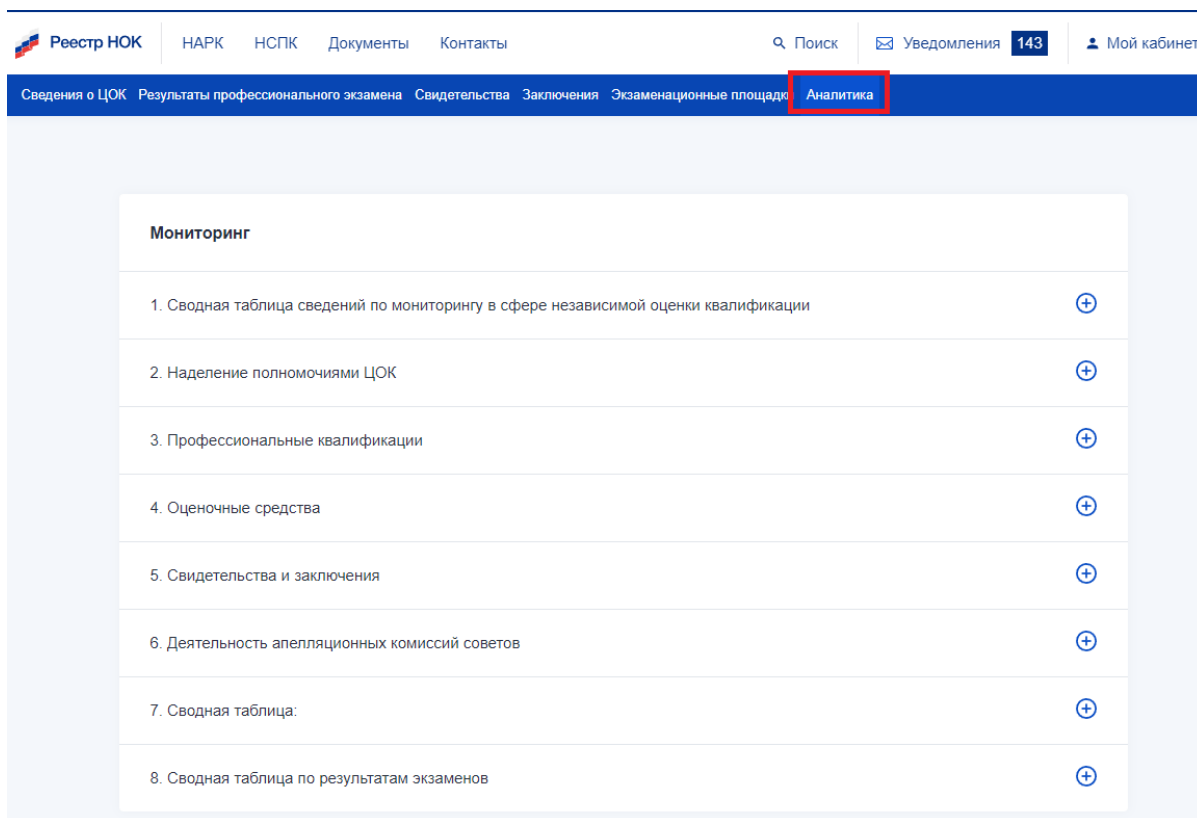 Реестр НОК НАРК НСПК Документы Контакты Поиск Уведомления 143 Мой кабинет
Сведения о ЦОК Результаты профессионального экзамена Свидетельства Заключения Экзаменационные площадки Аналитика
Мониторинг
1. Сводная таблица сведений по мониторингу в сфере независимой оценки квалификации
2. Наделение полномочиями ЦОК
3. Профессиональные квалификации
4. Оценочные средства
5. Свидетельства и заключения
6. Деятельность апелляционных комиссий советов
7. Сводная таблица:
8. Сводная таблица по результатам экзаменов